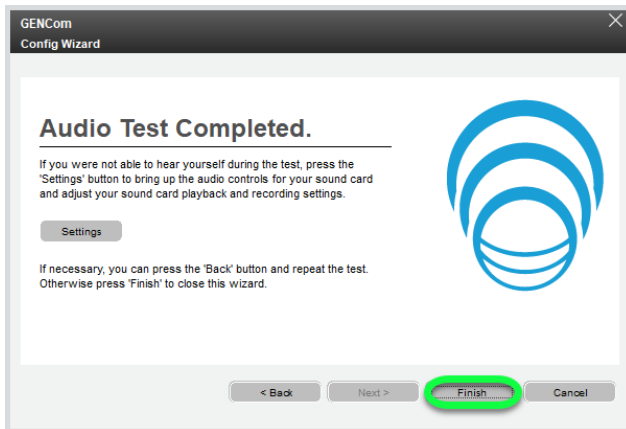 GENCom
Config Wizard
Audio Test Completed.
If you were not able to hear yourself during the test, press the
'Settings' button to bring up the audio controls for your sound card
and adjust your sound card playback and recording settings.
Settings
If necessary, you can press the 'Back' button and repeat the test.
Otherwise press 'Finish' to close this wizard.
< Back Next > Finish Cancel